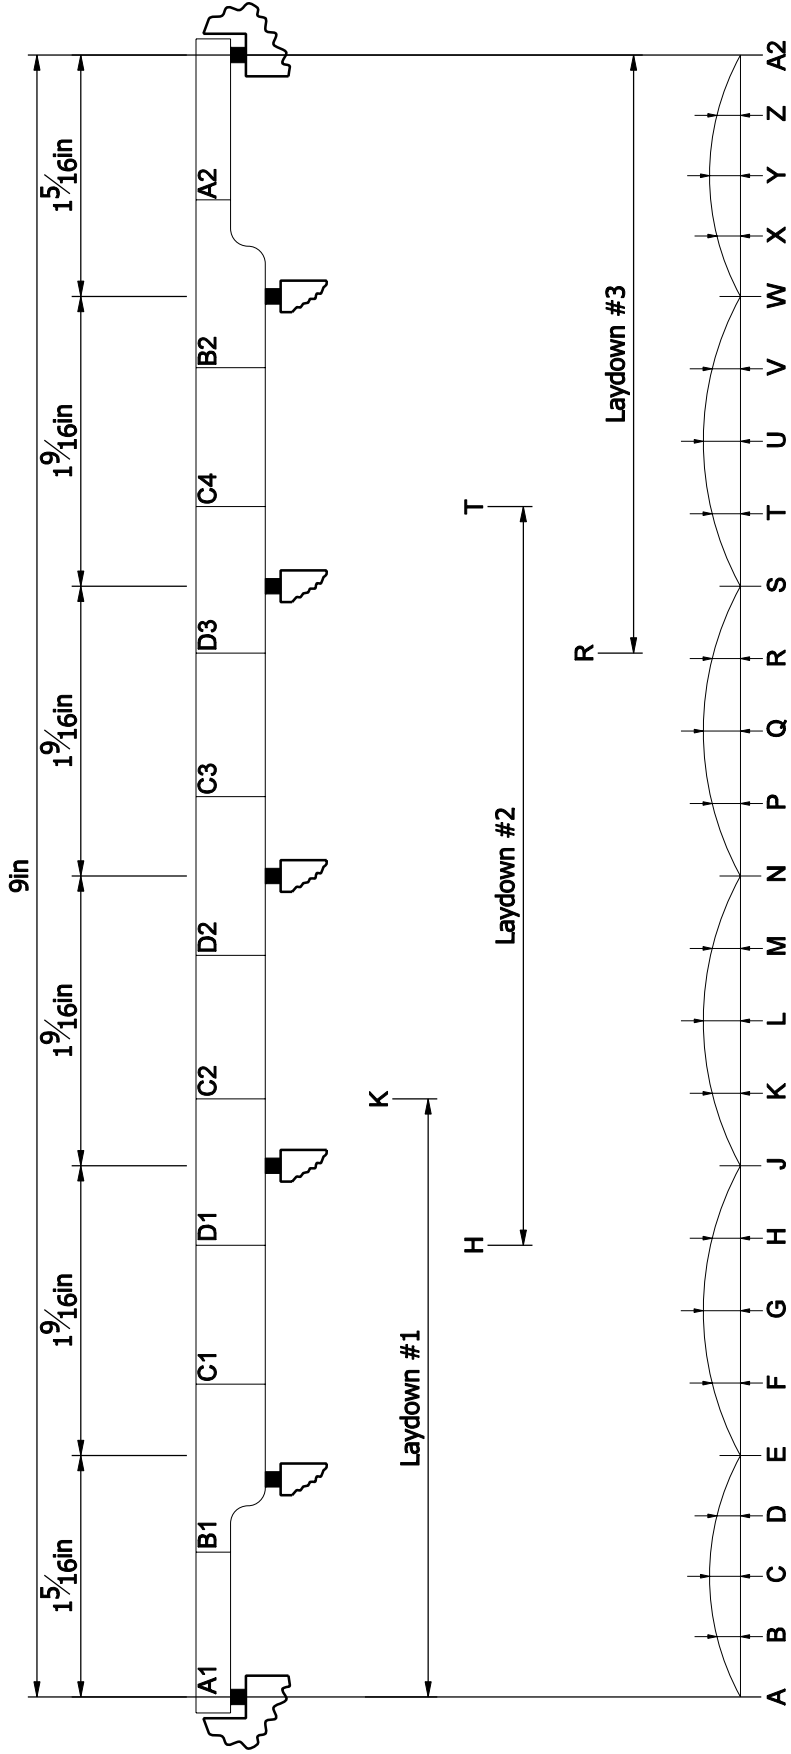 9in
1 5⁄16in
1 9⁄16in
1 9⁄16in
1 9⁄16in
1 9⁄16in
1 5⁄16in
A1
B1
C1
D1
C2
D2
C3
D3
C4
B2
A2
K
Laydown #1
H
T
Laydown #2
R
Laydown #3
A
B
C
D
E
F
G
H
J
K
L
M
N
P
Q
R
S
T
U
V
W
X
Y
Z
A2